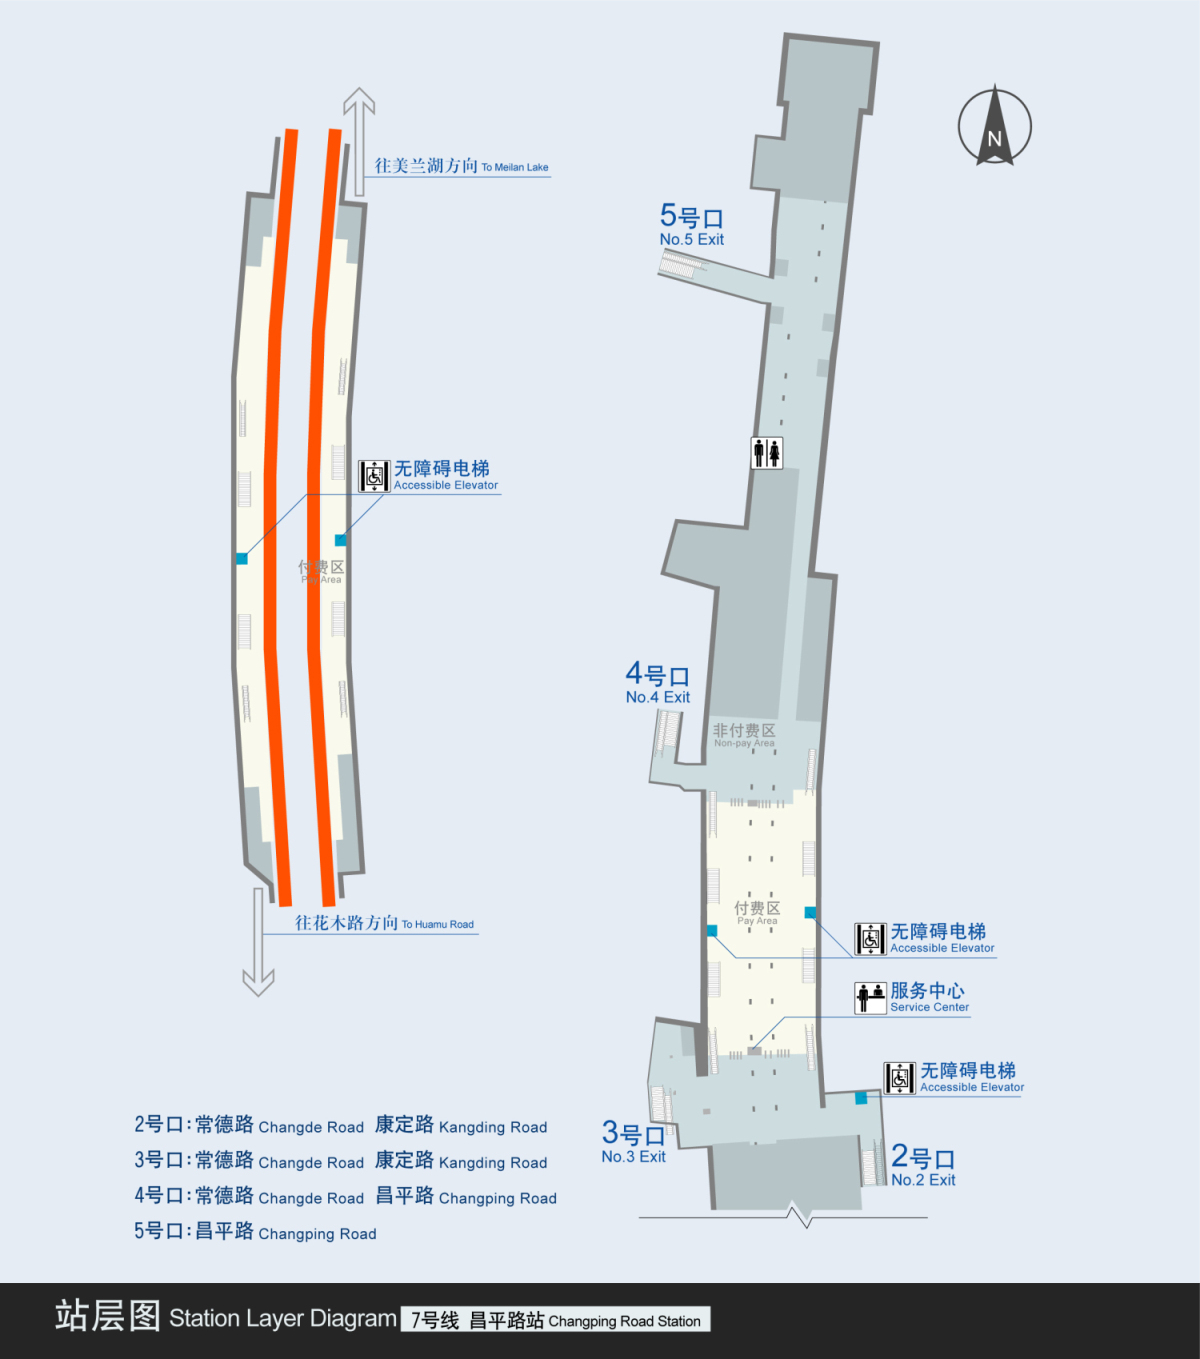 N
往美兰湖方向 To Meilan Lake
5号口
No.5 Exit
无障碍电梯
Accessible Elevator
付费区
Pay Area
4号口
No.4 Exit
非付费区
Non-pay Area
付费区
Pay Area
往花木路方向 To Huamu Road
无障碍电梯
Accessible Elevator
服务中心
Service Center
无障碍电梯
Accessible Elevator
3号口
No.3 Exit
2号口
No.2 Exit
2号口:常德路 Changde Road 康定路 Kangding Road
3号口:常德路 Changde Road 康定路 Kangding Road
4号口:常德路 Changde Road 昌平路 Changping Road
5号口:昌平路 Changping Road
站层图 Station Layer Diagram 7号线 昌平路站 Changping Road Station